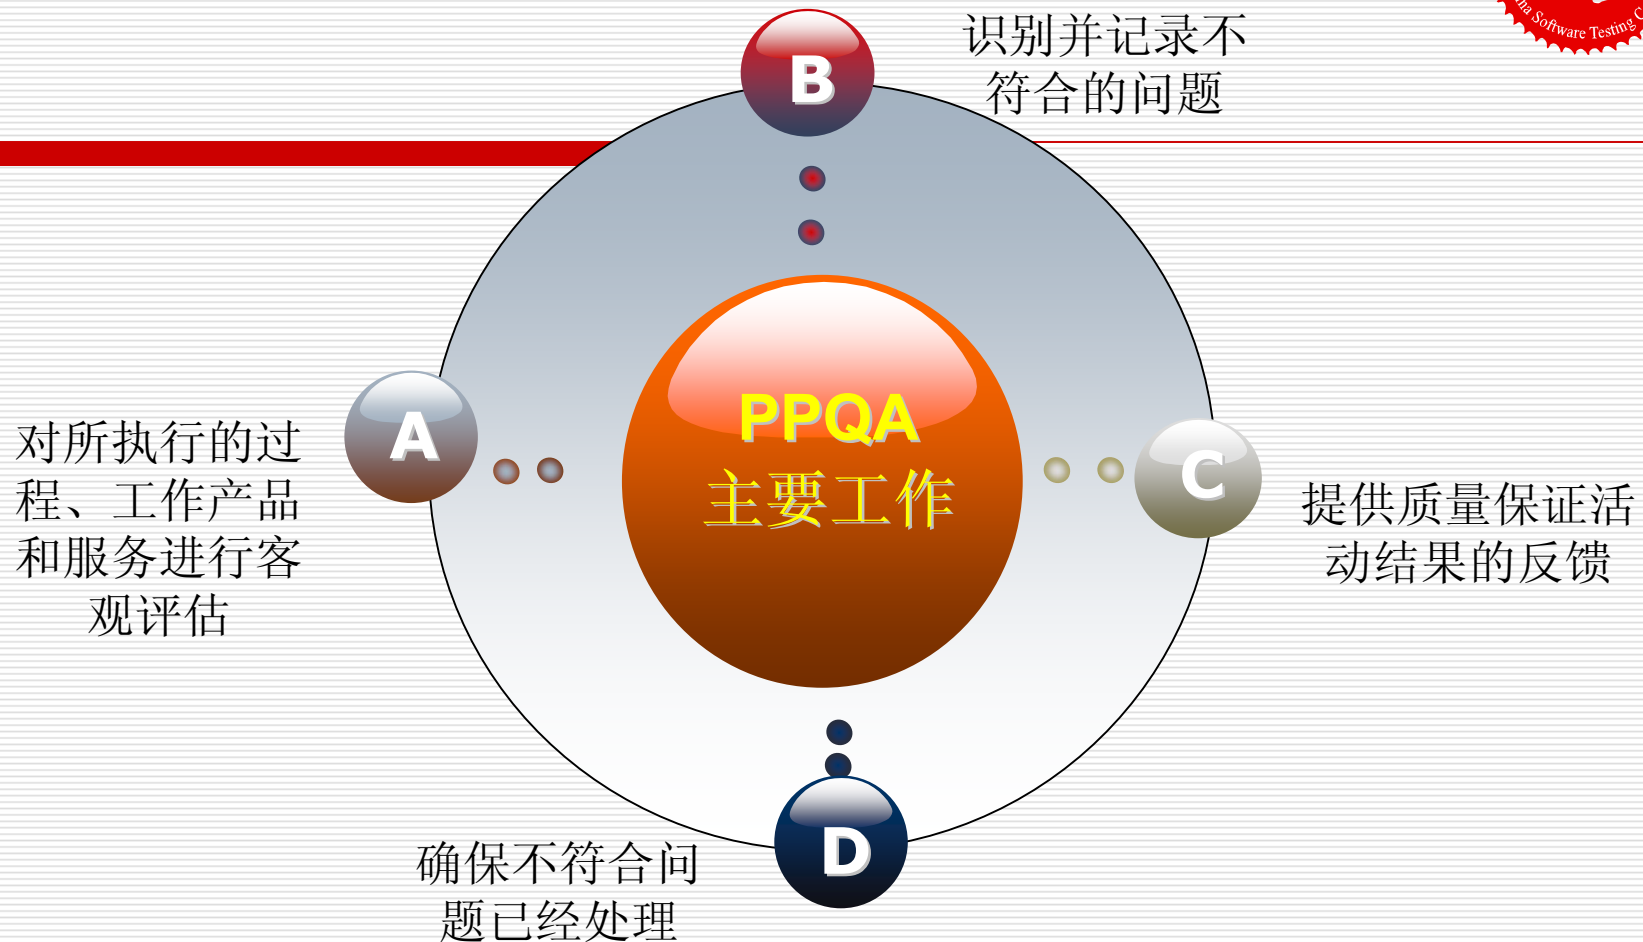 B
识别并记录不
符合的问题
Software Testing
A
对所执行的过
程、工作产品
和服务进行客
观评估
PPQA
主要工作
C
提供质量保证活
动结果的反馈
D
确保不符合问
题已经处理